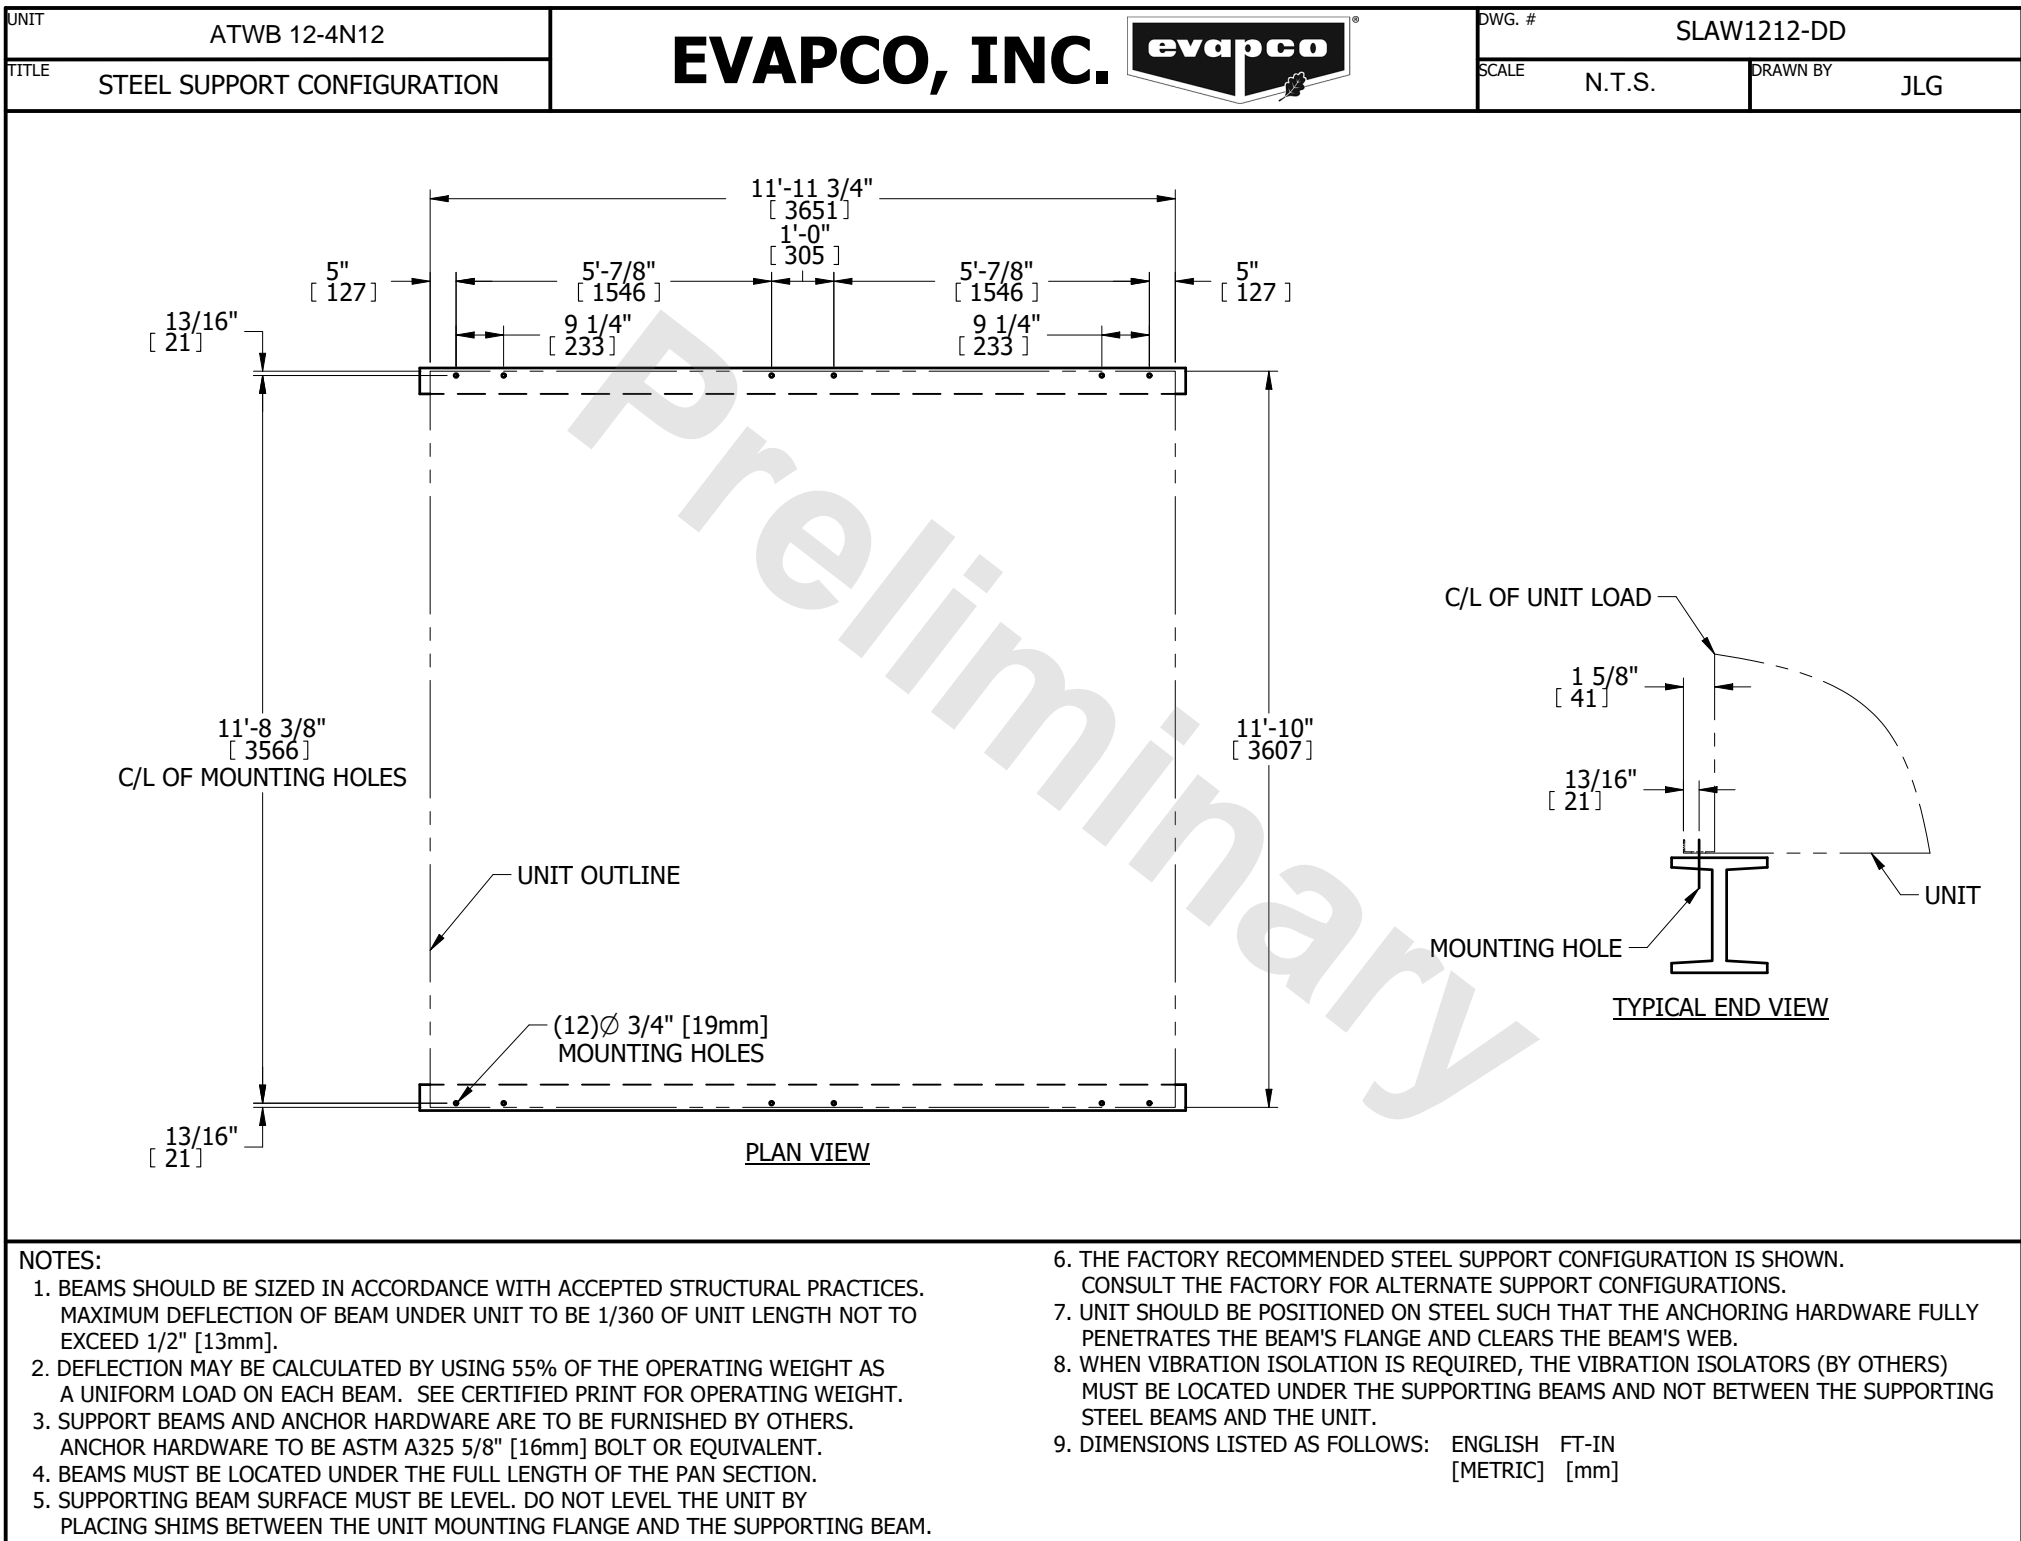 UNIT
ATWB 12-4N12
TITLE
STEEL SUPPORT CONFIGURATION
EVAPCO, INC.
evapco
®
DWG. #
SLAW1212-DD
SCALE
N.T.S.
DRAWN BY
JLG
11'-11 3/4"
[ 3651]
1'-0"
[ 305 ]
5"
[ 127]
5'-7/8"
[ 1546 ]
5'-7/8"
[ 1546 ]
5"
[ 127 ]
13/16"
[ 21]
9 1/4"
[ 233]
9 1/4"
[ 233 ]
Preliminary
11'-8 3/8"
[ 3566]
C/L OF MOUNTING HOLES
11'-10"
[ 3607]
UNIT OUTLINE
(12)∅ 3/4" [19mm]
MOUNTING HOLES
13/16"
[ 21]
PLAN VIEW
C/L OF UNIT LOAD
1 5/8"
[ 41]
13/16"
[ 21]
UNIT
MOUNTING HOLE
TYPICAL END VIEW
NOTES:
1. BEAMS SHOULD BE SIZED IN ACCORDANCE WITH ACCEPTED STRUCTURAL PRACTICES.
MAXIMUM DEFLECTION OF BEAM UNDER UNIT TO BE 1/360 OF UNIT LENGTH NOT TO
EXCEED 1/2" [13mm].
2. DEFLECTION MAY BE CALCULATED BY USING 55% OF THE OPERATING WEIGHT AS
A UNIFORM LOAD ON EACH BEAM. SEE CERTIFIED PRINT FOR OPERATING WEIGHT.
3. SUPPORT BEAMS AND ANCHOR HARDWARE ARE TO BE FURNISHED BY OTHERS.
ANCHOR HARDWARE TO BE ASTM A325 5/8" [16mm] BOLT OR EQUIVALENT.
4. BEAMS MUST BE LOCATED UNDER THE FULL LENGTH OF THE PAN SECTION.
5. SUPPORTING BEAM SURFACE MUST BE LEVEL. DO NOT LEVEL THE UNIT BY
PLACING SHIMS BETWEEN THE UNIT MOUNTING FLANGE AND THE SUPPORTING BEAM.
6. THE FACTORY RECOMMENDED STEEL SUPPORT CONFIGURATION IS SHOWN.
CONSULT THE FACTORY FOR ALTERNATE SUPPORT CONFIGURATIONS.
7. UNIT SHOULD BE POSITIONED ON STEEL SUCH THAT THE ANCHORING HARDWARE FULLY
PENETRATES THE BEAM'S FLANGE AND CLEARS THE BEAM'S WEB.
8. WHEN VIBRATION ISOLATION IS REQUIRED, THE VIBRATION ISOLATORS (BY OTHERS)
MUST BE LOCATED UNDER THE SUPPORTING BEAMS AND NOT BETWEEN THE SUPPORTING
STEEL BEAMS AND THE UNIT.
9. DIMENSIONS LISTED AS FOLLOWS: ENGLISH FT-IN
[METRIC] [mm]